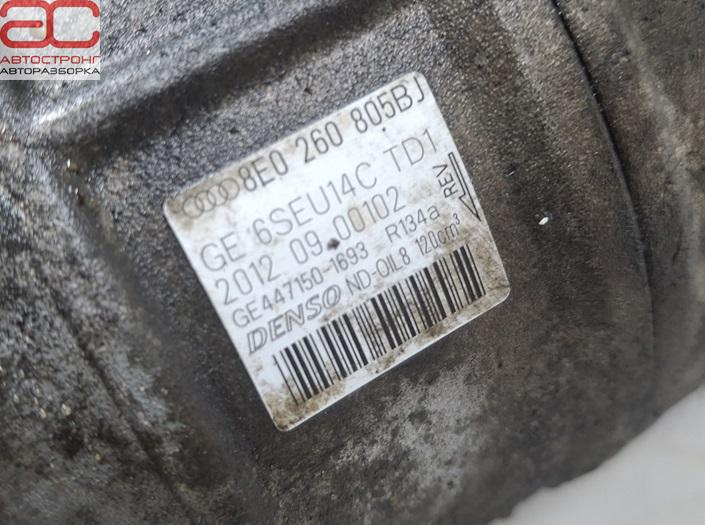 АС
АВТОСТРОНГ
АВТОРАЗБОРКА
8E0 260 805BJ
GE 6SEU14C TD1
2012 09 00102
REV
GE447150-1693 R134a
DENSO ND-OIL8 120cm³